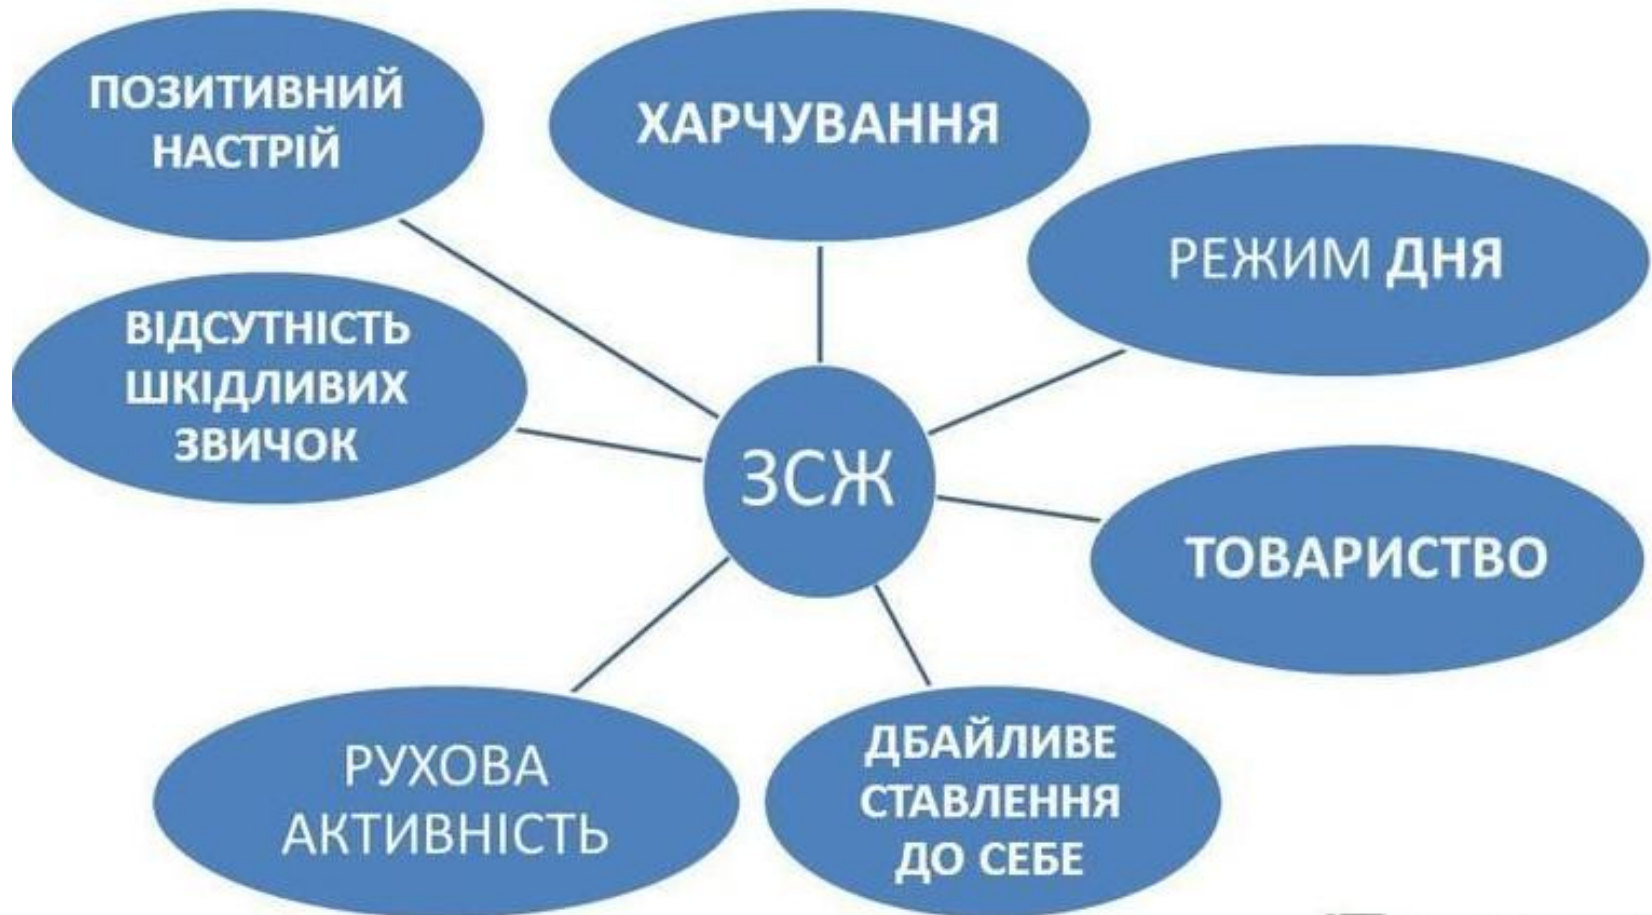 ПОЗИТИВНИЙ
НАСТРІЙ
ХАРЧУВАННЯ
РЕЖИМ ДНЯ
ВІДСУТНІСТЬ
ШКІДЛИВИХ
ЗВИЧОК
ЗСЖ
ТОВАРИСТВО
РУХОВА
АКТИВНІСТЬ
ДБАЙЛИВЕ
СТАВЛЕННЯ
ДО СЕБЕ